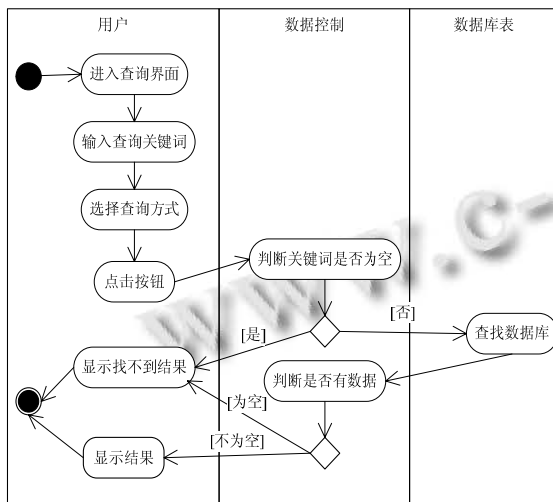 用户 数据控制 数据库表
进入查询界面
输入查询关键词
选择查询方式
点击按钮
判断关键词是否为空
[否]
[是]
查找数据库
显示找不到结果
判断是否有数据
[为空]
[不为空]
显示结果
www.c-